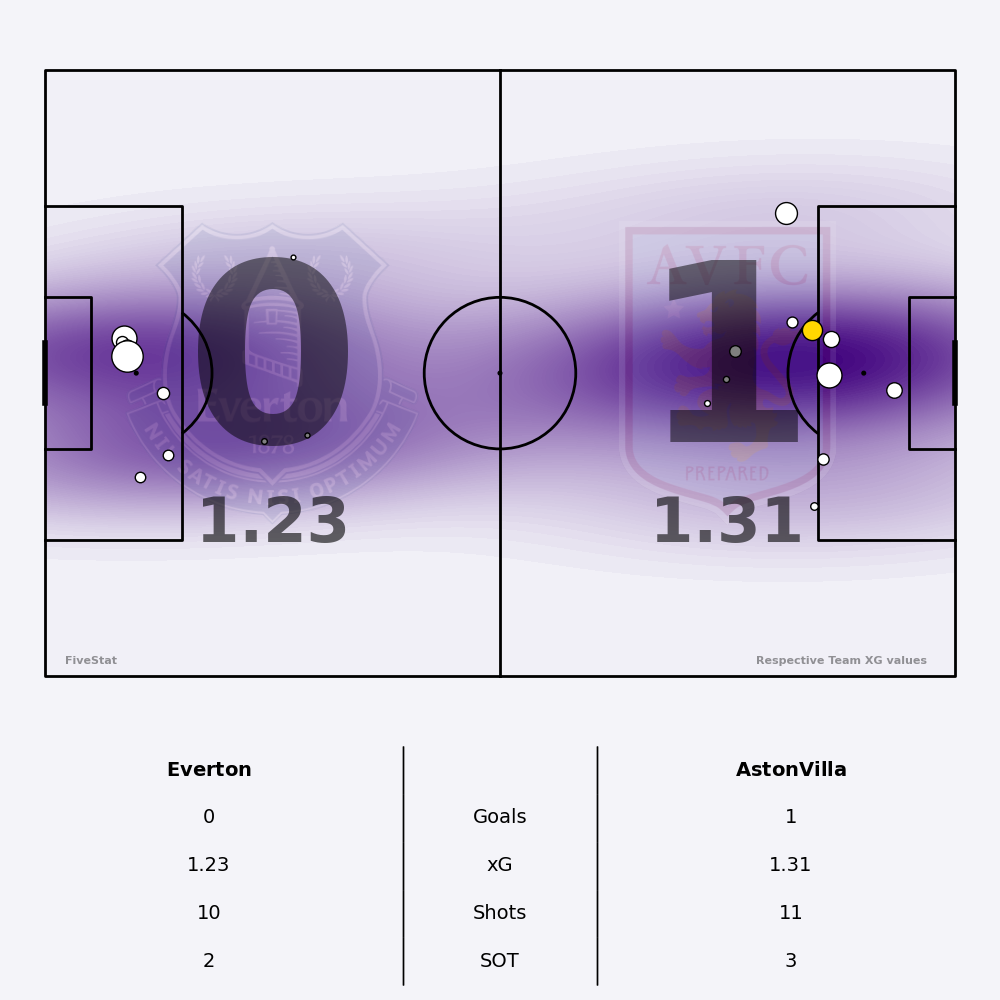 AVFC
0
1
Everton
1878
NIL SATIS NISI OPTIMUM
PREPARED
1.23
1.31
FiveStat
Respective Team XG values
Everton AstonVilla
0 Goals 1
1.23 xG 1.31
10 Shots 11
2 SOT 3